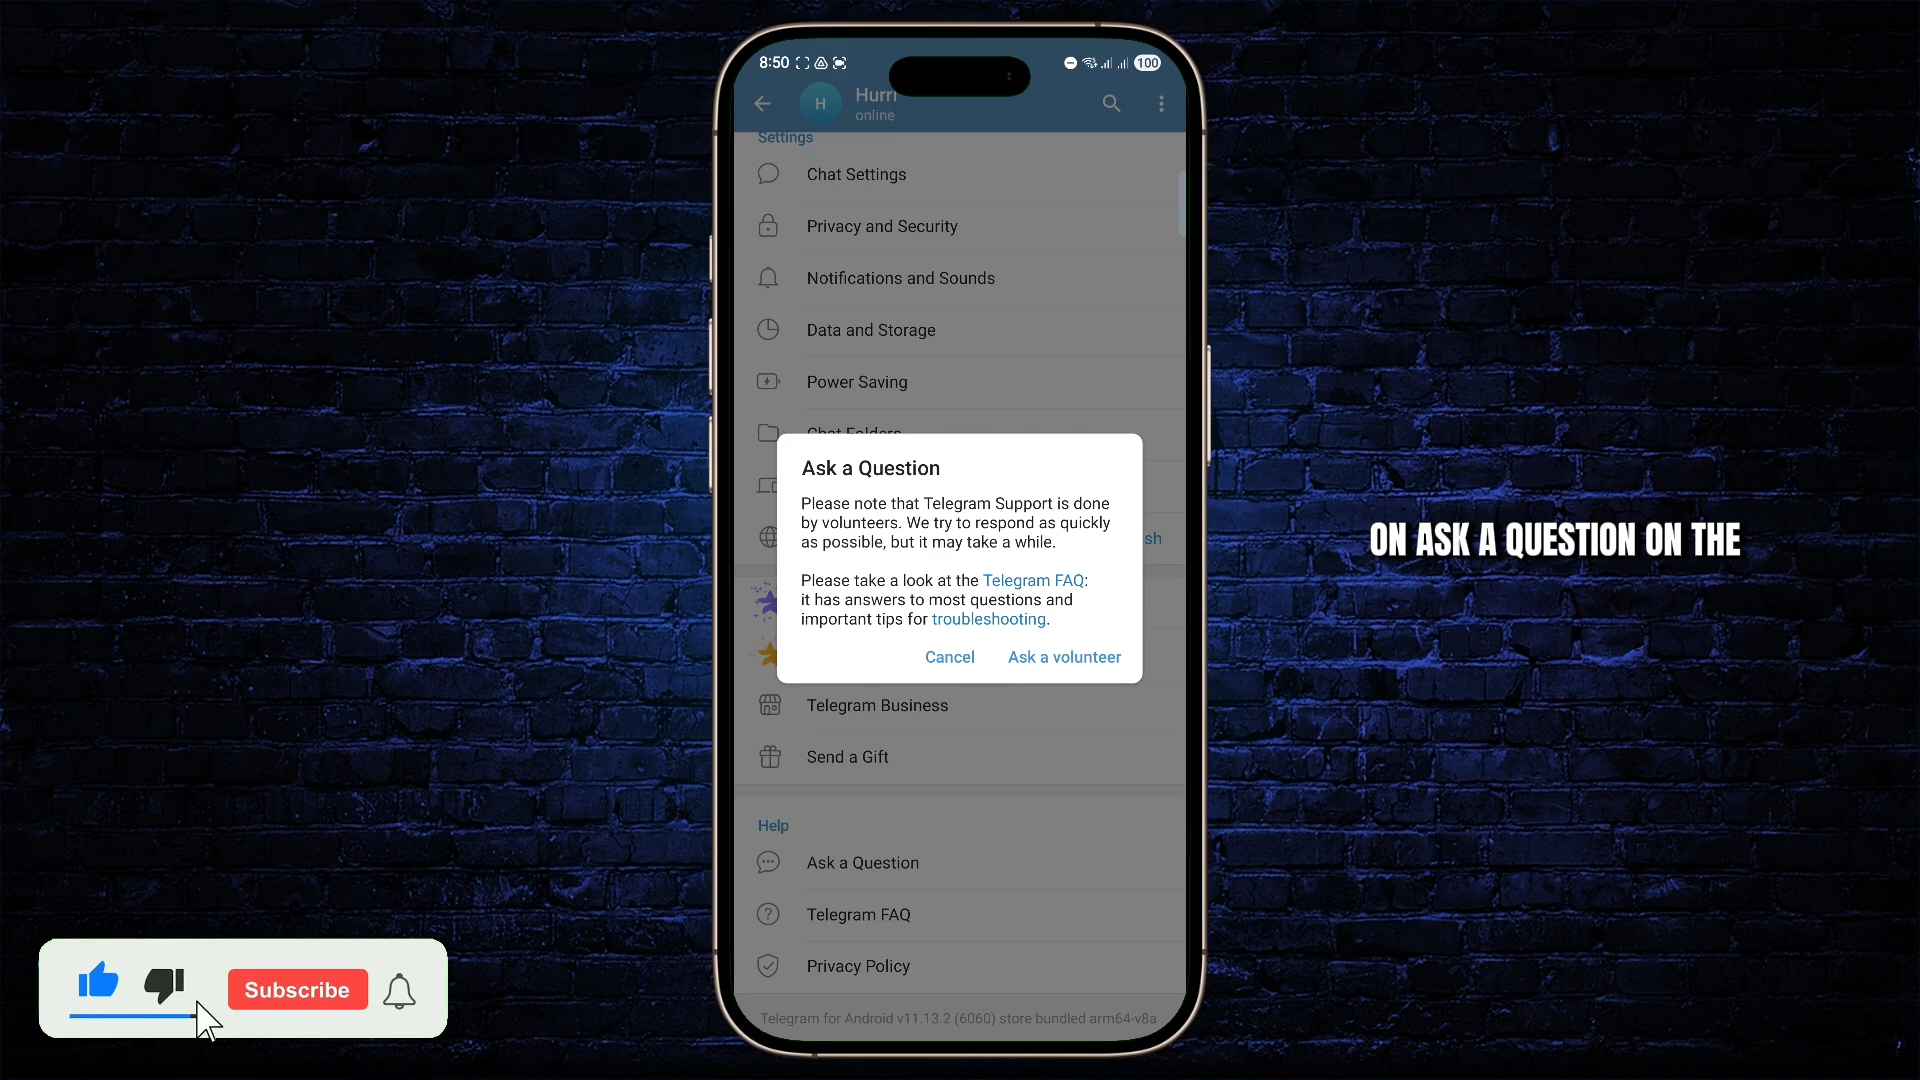 8:50
100
H
Hurri
online
Settings
Chat Settings
Privacy and Security
Notifications and Sounds
Data and Storage
Power Saving
Chat Folders
Ask a Question
Please note that Telegram Support is done
by volunteers. We try to respond as quickly
as possible, but it may take a while.
sh
Please take a look at the Telegram FAQ:
it has answers to most questions and
important tips for troubleshooting.
Cancel
Ask a volunteer
ON ASK A QUESTION ON THE
Telegram Business
Send a Gift
Help
Ask a Question
Telegram FAQ
Privacy Policy
Telegram for Android v11.13.2 (6060) store bundled arm64-v8a
Subscribe